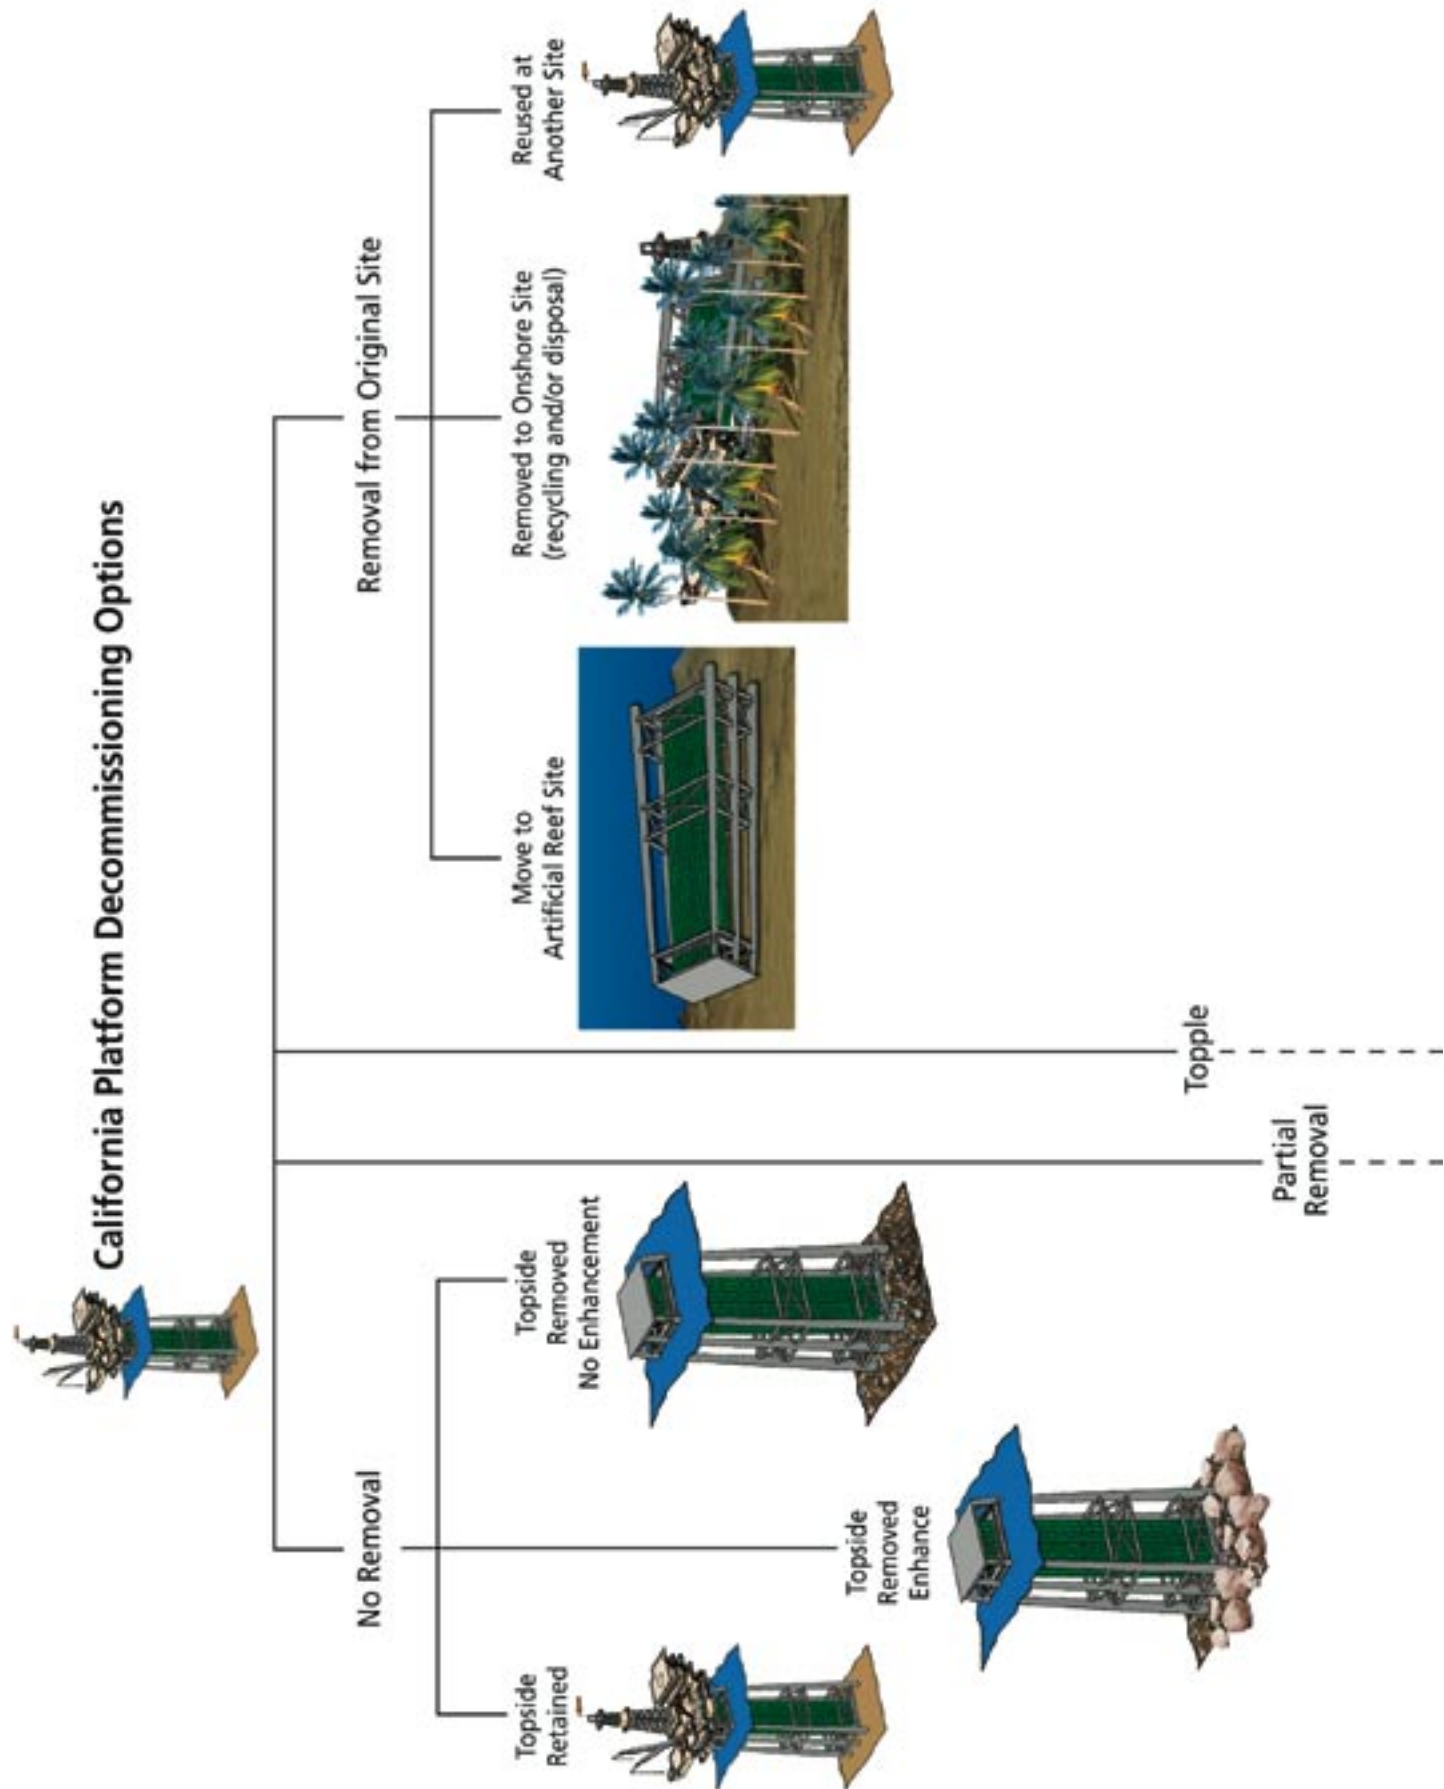 California Platform Decommissioning Options
No Removal
Removal from Original Site
Topside
Retained
Topside
Removed
Enhance
Topside
Removed
No Enhancement
Partial
Removal
Topple
Move to
Artificial Reef Site
Removed to Onshore Site
(recycling and/or disposal)
Reused at
Another Site